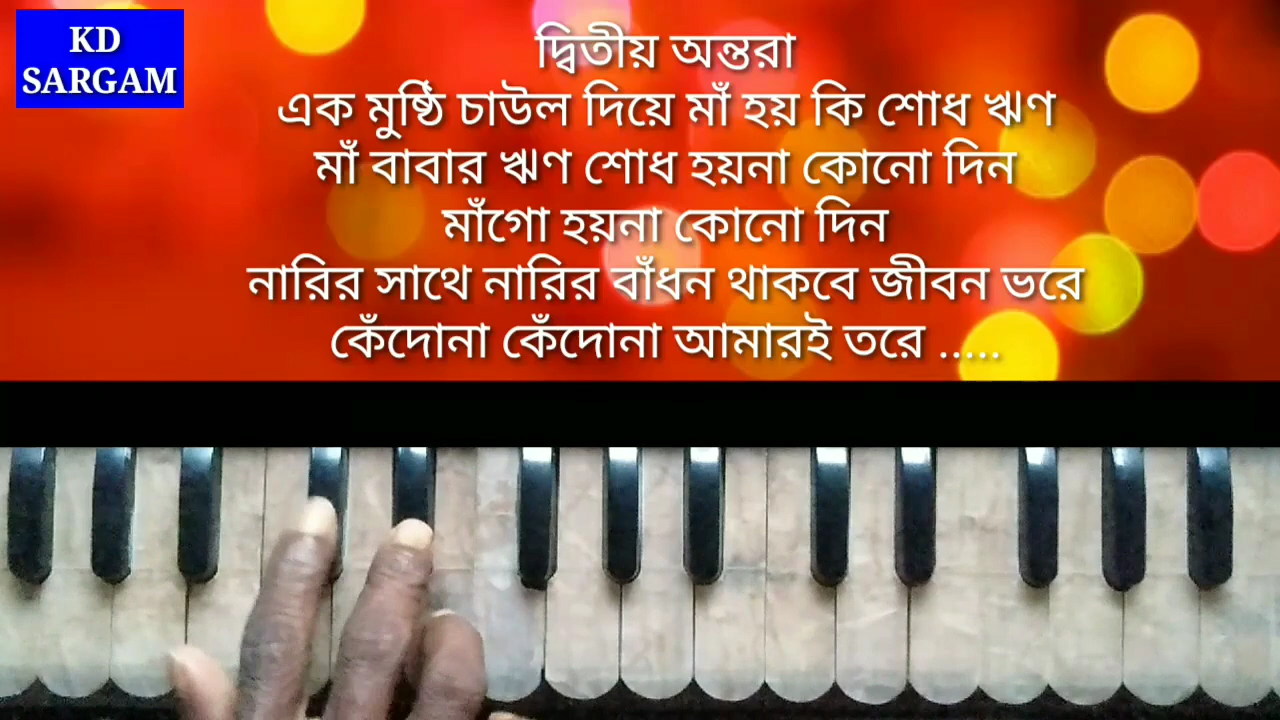 KD
SARGAM
দ্বিতীয় অন্তরা
এক মুষ্ঠি চাউল দিয়ে মাঁ হয় কি শোধ ঋণ
মাঁ বাবার ঋণ শোধ হয়না কোনো দিন
মাঁগো হয়না কোনো দিন
নারির সাথে নারির বাঁধন থাকবে জীবন ভরে
কেঁদোনা কেঁদোনা আমারই তরে .....